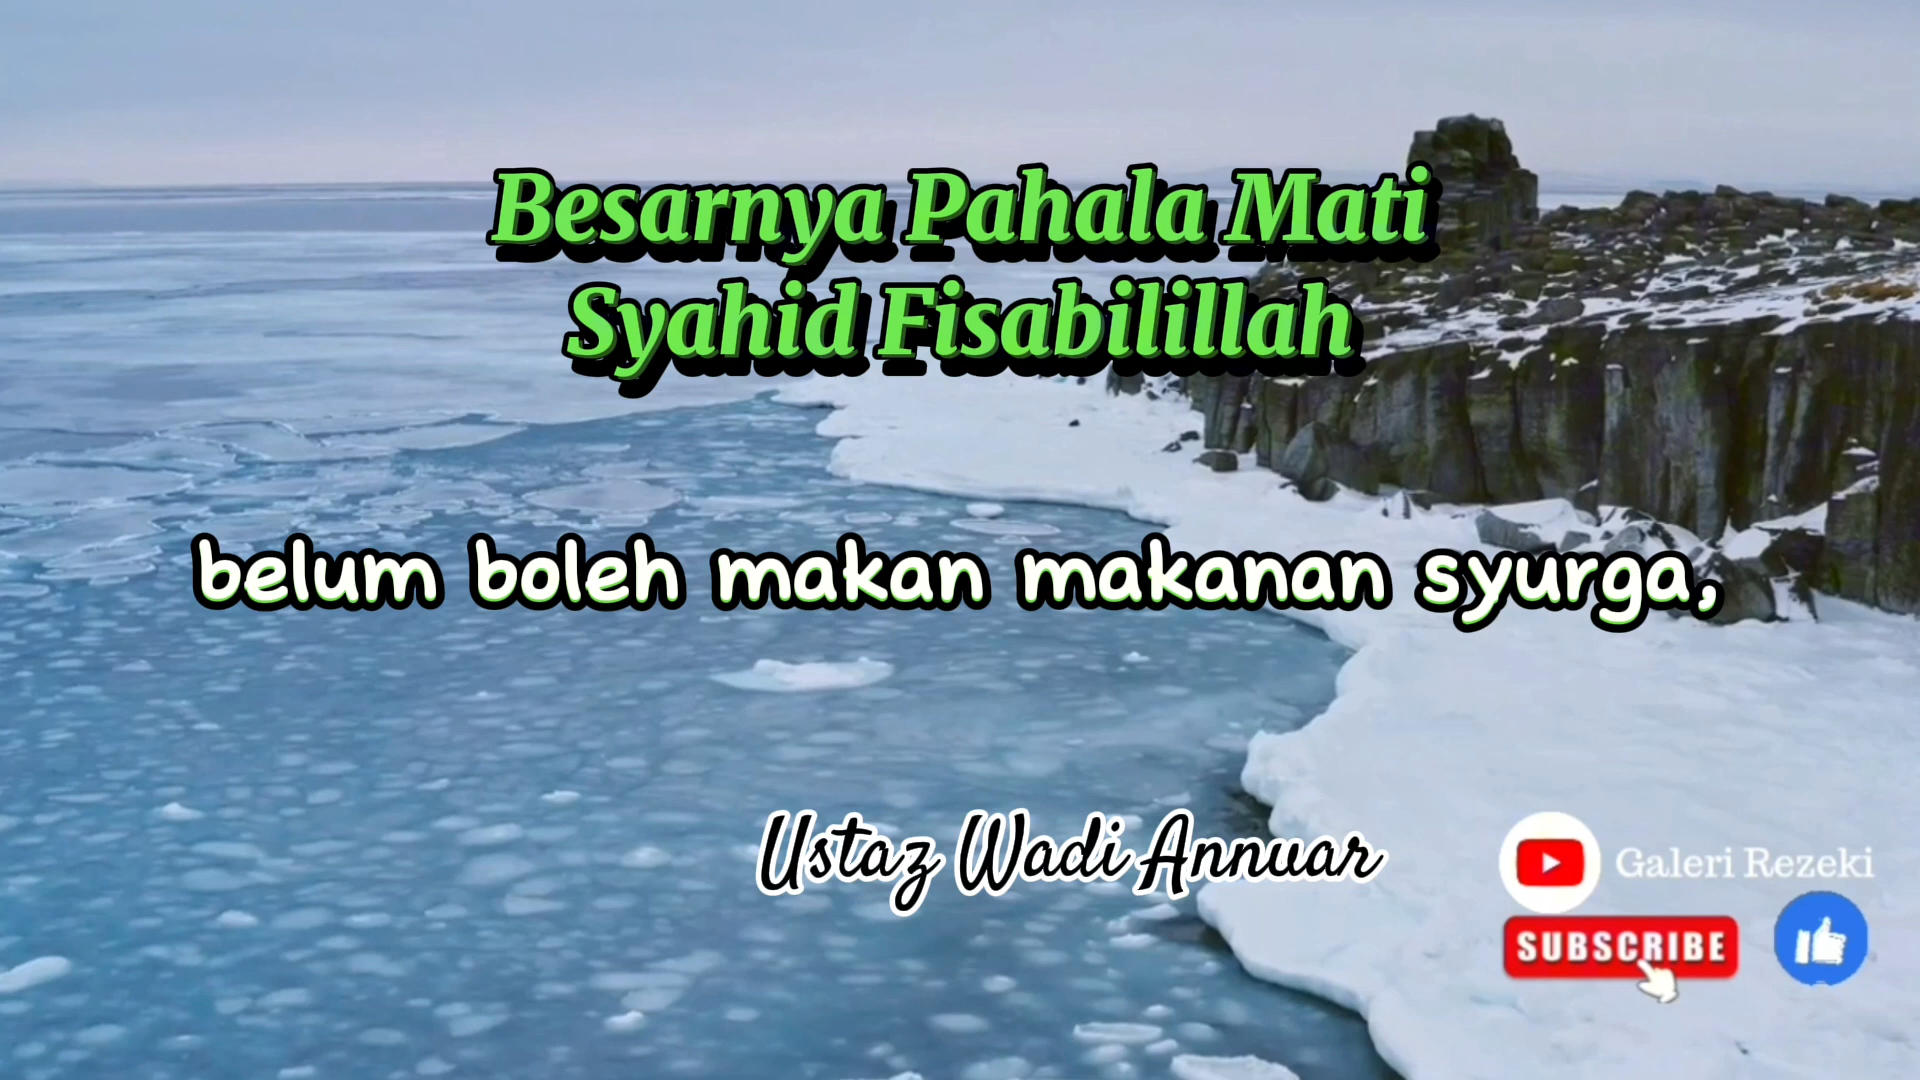 Besarnya Pahala Mati
Syahid Fisabilillah
belum boleh makan makanan syurga,
Ustaz Wadi Annuar
Galeri Rezeki
SUBSCRIBE